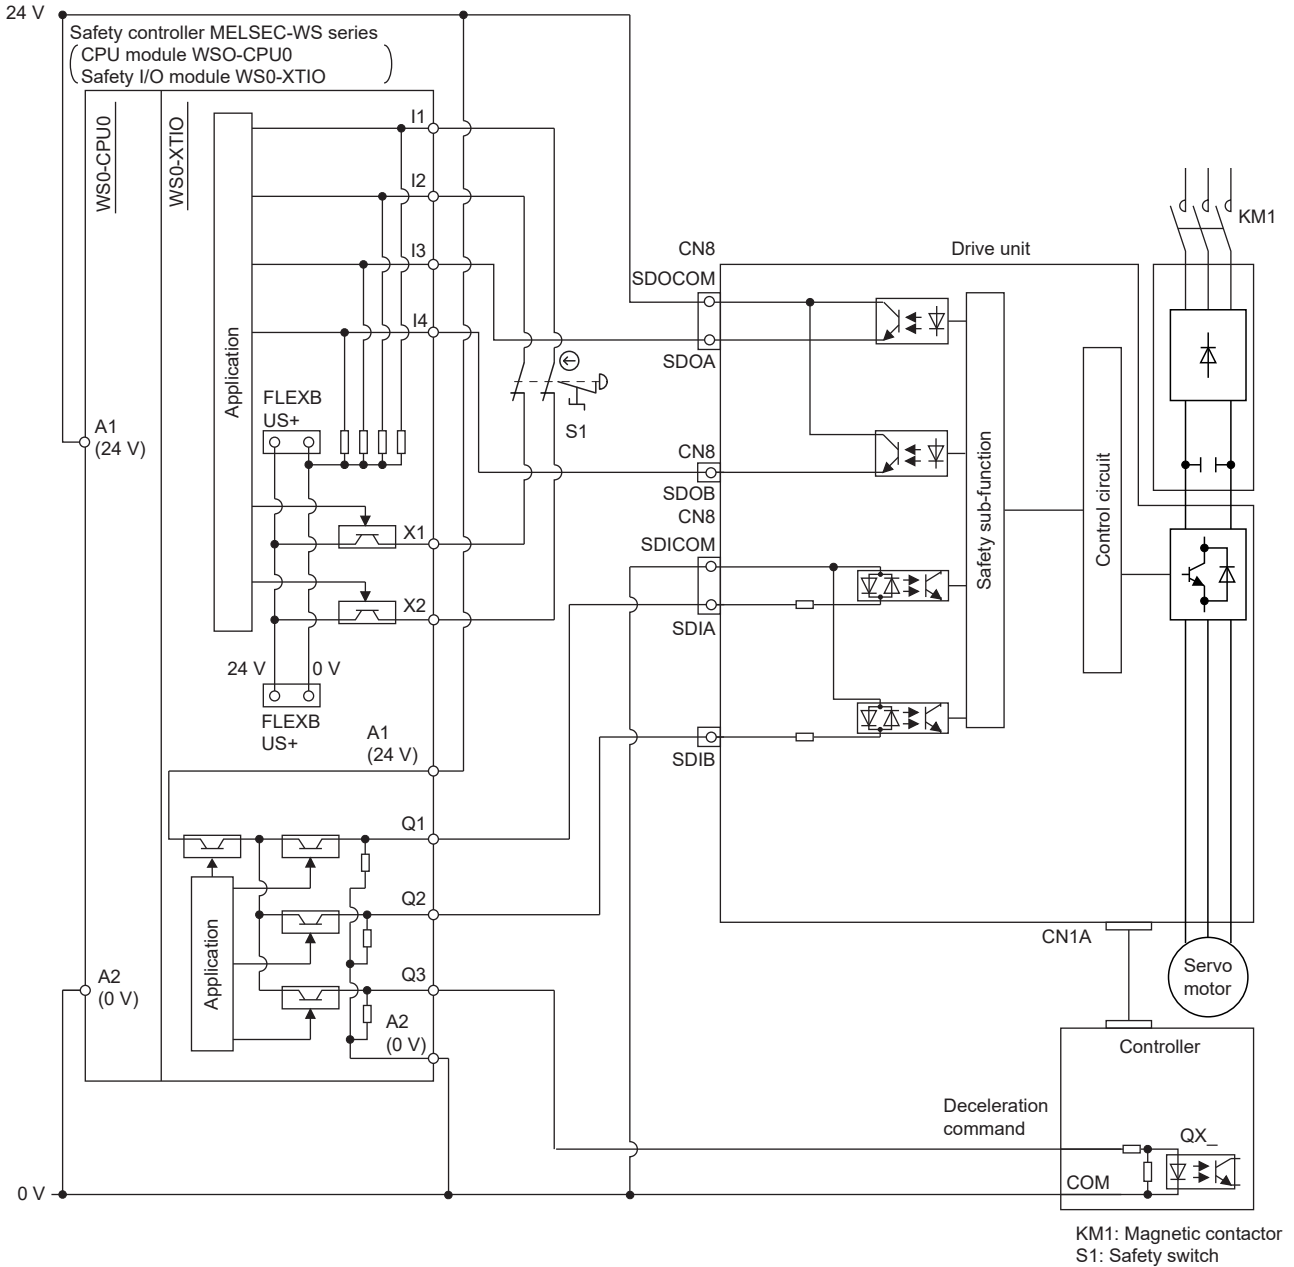 24 V
Safety controller MELSEC-WS series
CPU module WSO-CPU0
Safety I/O module WS0-XTIO
WS0-CPU0
WS0-XTIO
I1
I2
I3
I4
Application
FLEXB
US+
A1
(24 V)
X1
X2
24 V
0 V
FLEXB
US+
A1
(24 V)
Q1
Q2
Q3
Application
A2
(0 V)
A2
(0 V)
0 V
S1
CN8
SDOCOM
SDOA
CN8
SDOB
CN8
SDICOM
SDIA
SDIB
Drive unit
Safety sub-function
Control circuit
KM1
CN1A
Servo
motor
Controller
Deceleration
command
QX_
COM
KM1: Magnetic contactor
S1: Safety switch